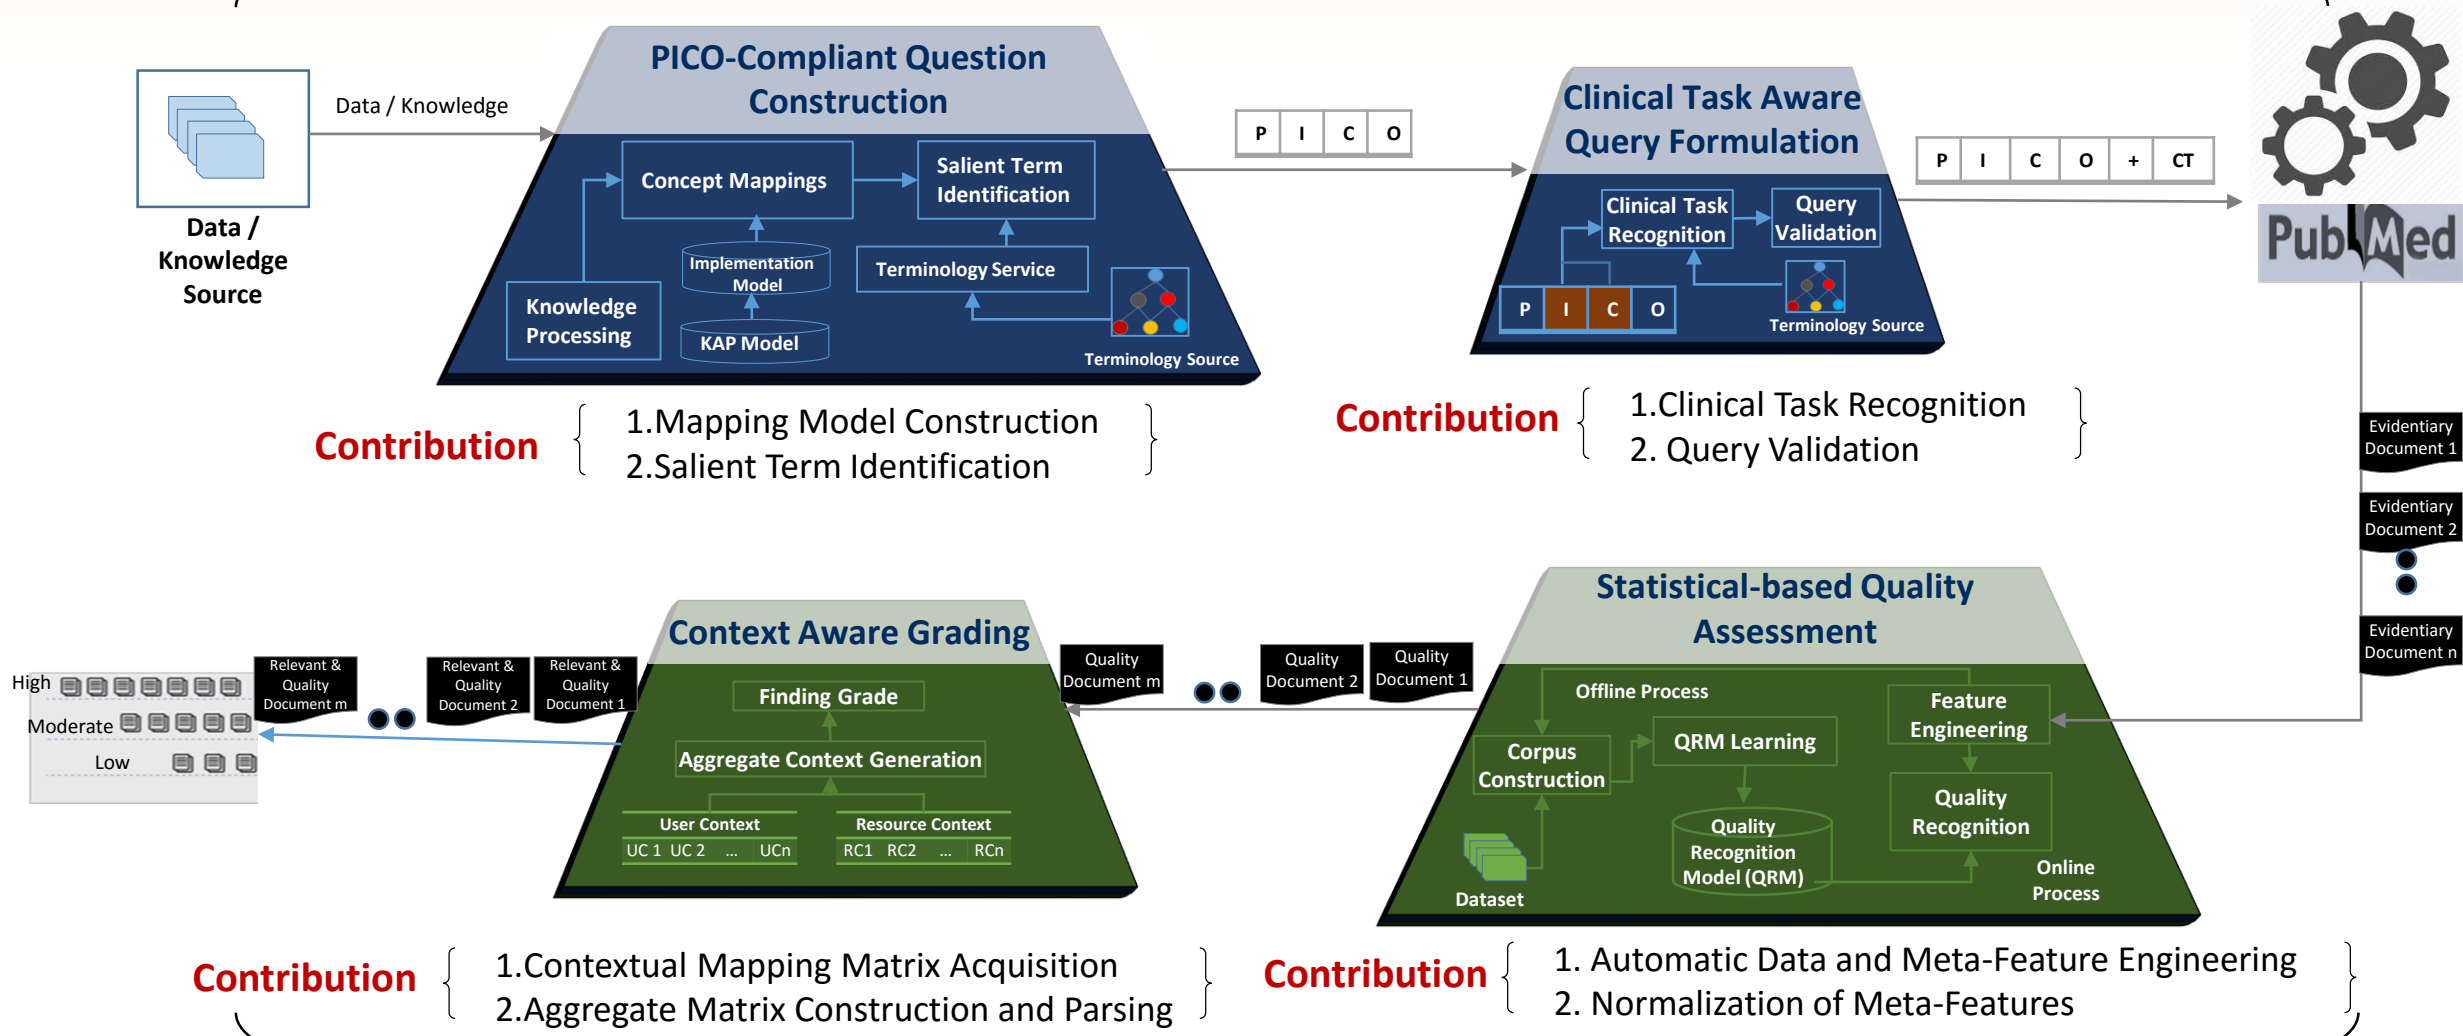 PICO-Compliant Question
Construction
Data / Knowledge
Data /
Knowledge
Source
Concept Mappings
Salient Term
Identification
Implementation
Model
Terminology Service
Knowledge
Processing
KAP Model
Terminology Source
P I C O
Clinical Task Aware
Query Formulation
Clinical Task
Recognition
Query
Validation
P I C O
Terminology Source
P I C O + CT
PubMed
Contribution
1.Mapping Model Construction
2.Salient Term Identification
Contribution
1.Clinical Task Recognition
2. Query Validation
Evidentiary
Document 1
Evidentiary
Document 2
Evidentiary
Document n
Statistical-based Quality
Assessment
Offline Process
Feature
Engineering
Corpus
Construction
QRM Learning
Quality
Recognition
Quality
Recognition
Model (QRM)
Dataset
Online
Process
Quality
Document 1
Quality
Document 2
Quality
Document m
Context Aware Grading
Finding Grade
Aggregate Context Generation
User Context
UC 1 UC 2 ... UCn
Resource Context
RC1 RC2 ... RCn
Relevant &
Quality
Document 1
Relevant &
Quality
Document 2
Relevant &
Quality
Document m
High
Moderate
Low
Contribution
1.Contextual Mapping Matrix Acquisition
2.Aggregate Matrix Construction and Parsing
Contribution
1. Automatic Data and Meta-Feature Engineering
2. Normalization of Meta-Features